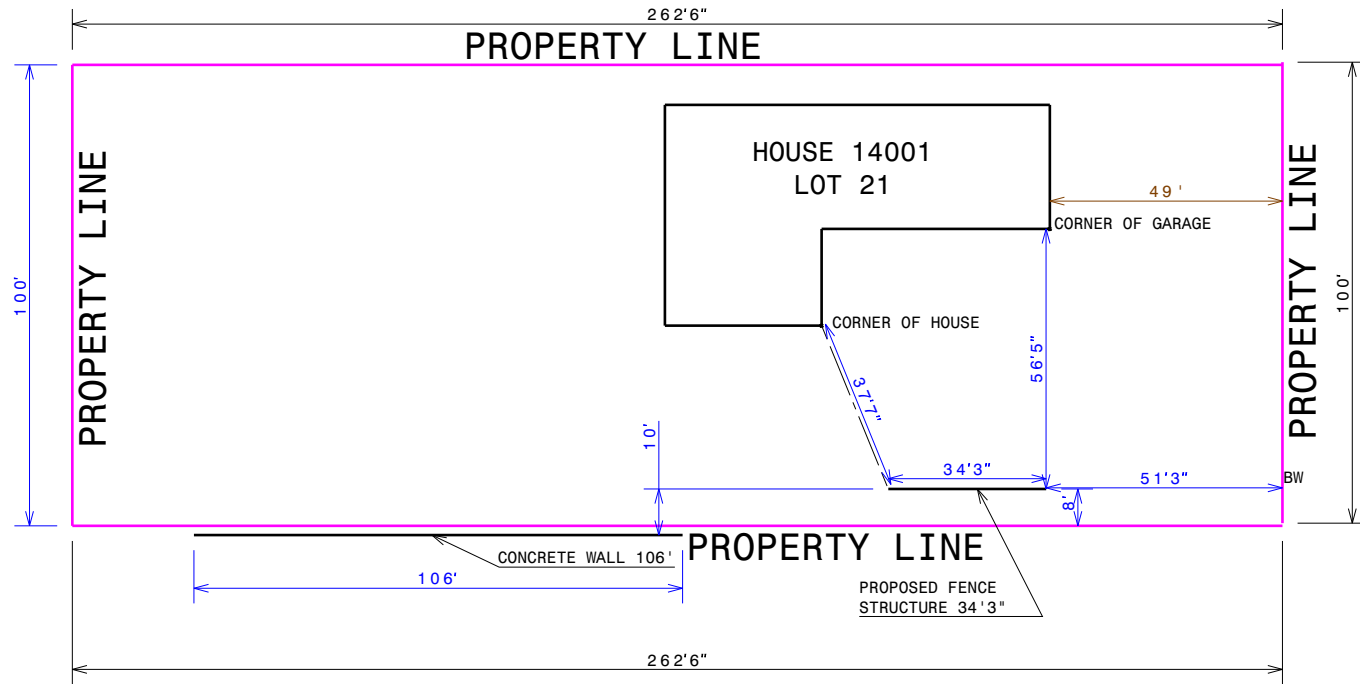 262'6"
PROPERTY LINE
HOUSE 14001
LOT 21
49'
CORNER OF GARAGE
PROPERTY LINE
PROPERTY LINE
100'
100'
CORNER OF HOUSE
37'7"
56'5"
10'
34'3"
51'3"
BW
8'
PROPERTY LINE
CONCRETE WALL 106'
106'
PROPOSED FENCE
STRUCTURE 34'3"
262'6"